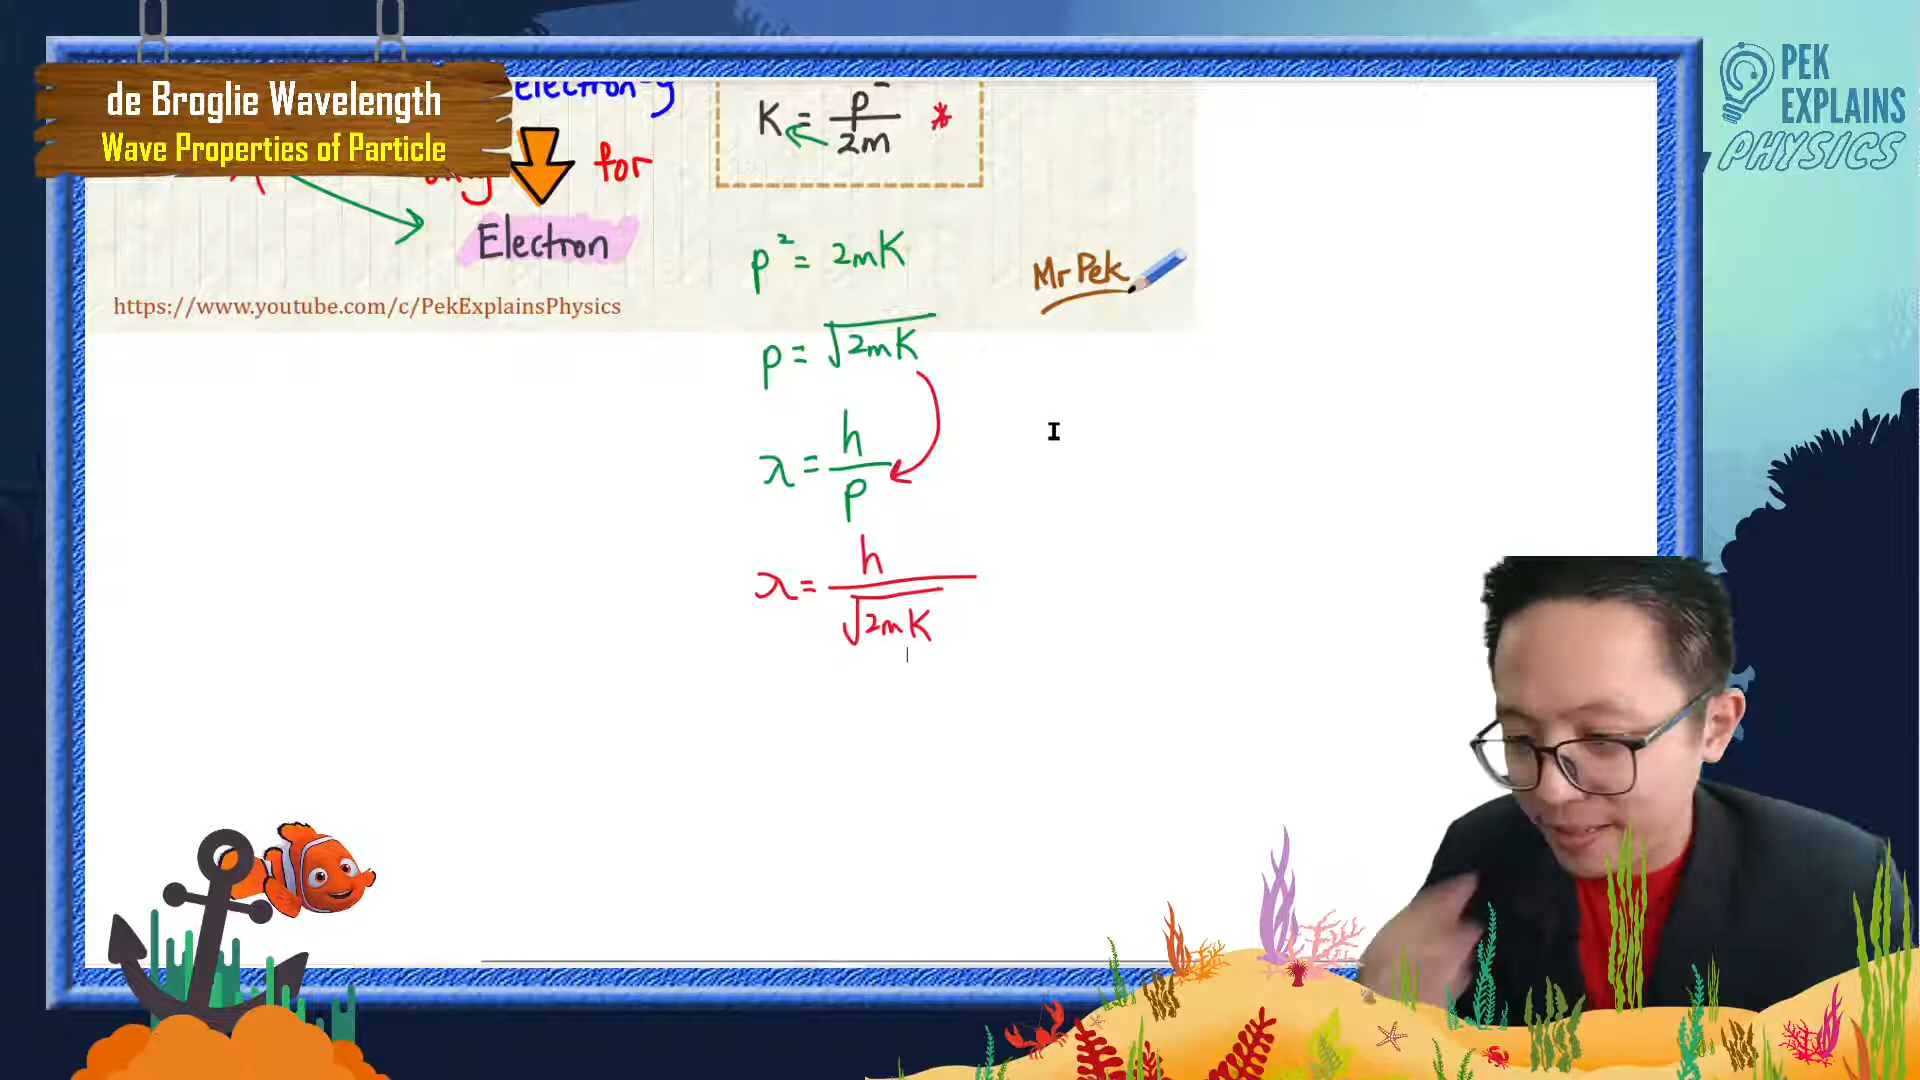 de Broglie Wavelength
Wave Properties of Particle
PEK
EXPLAINS
PHYSICS
K = p²/2m *
for
Electron
https://www.youtube.com/c/PekExplainsPhysics
Mr Pek
p² = 2mK
p = √2mK
λ = h/p
λ = h/√2mK